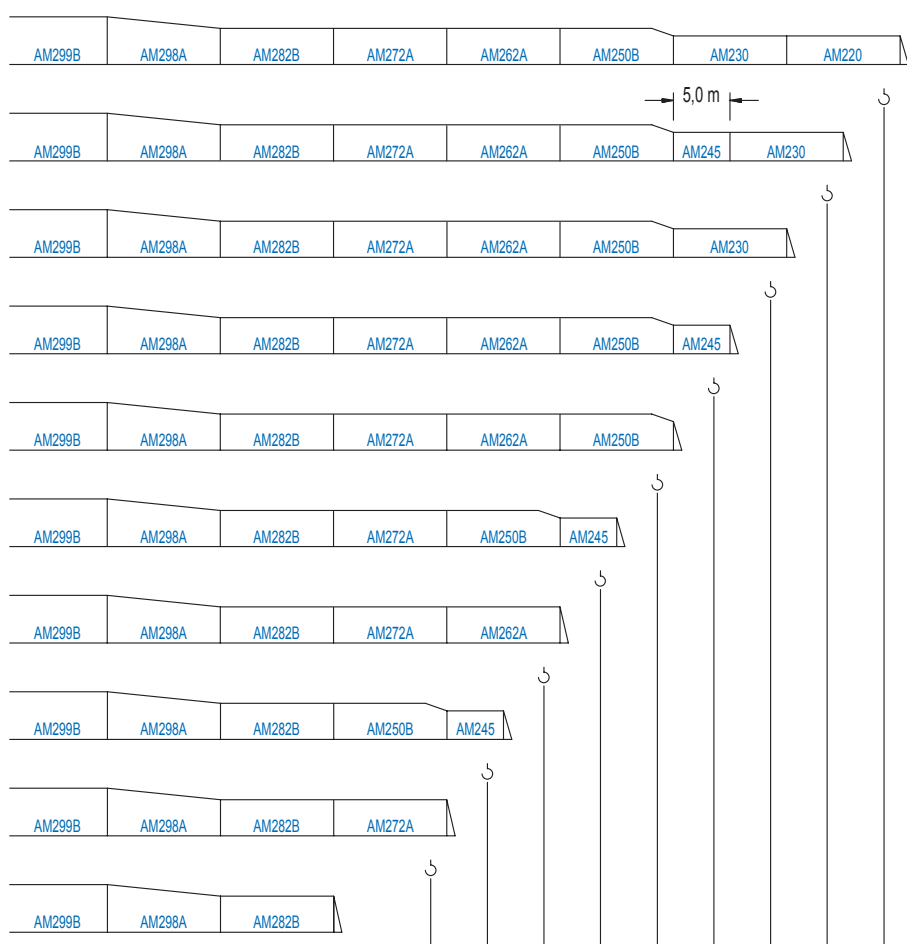 AM299B AM298A AM282B AM272A AM262A AM250B AM230 AM220
5,0 m
AM299B AM298A AM282B AM272A AM262A AM250B AM245 AM230
AM299B AM298A AM282B AM272A AM262A AM250B AM230
AM299B AM298A AM282B AM272A AM262A AM250B AM245
AM299B AM298A AM282B AM272A AM262A AM250B
AM299B AM298A AM282B AM272A AM250B AM245
AM299B AM298A AM282B AM272A AM262A
AM299B AM298A AM282B AM250B AM245
AM299B AM298A AM282B AM272A
AM299B AM298A AM282B